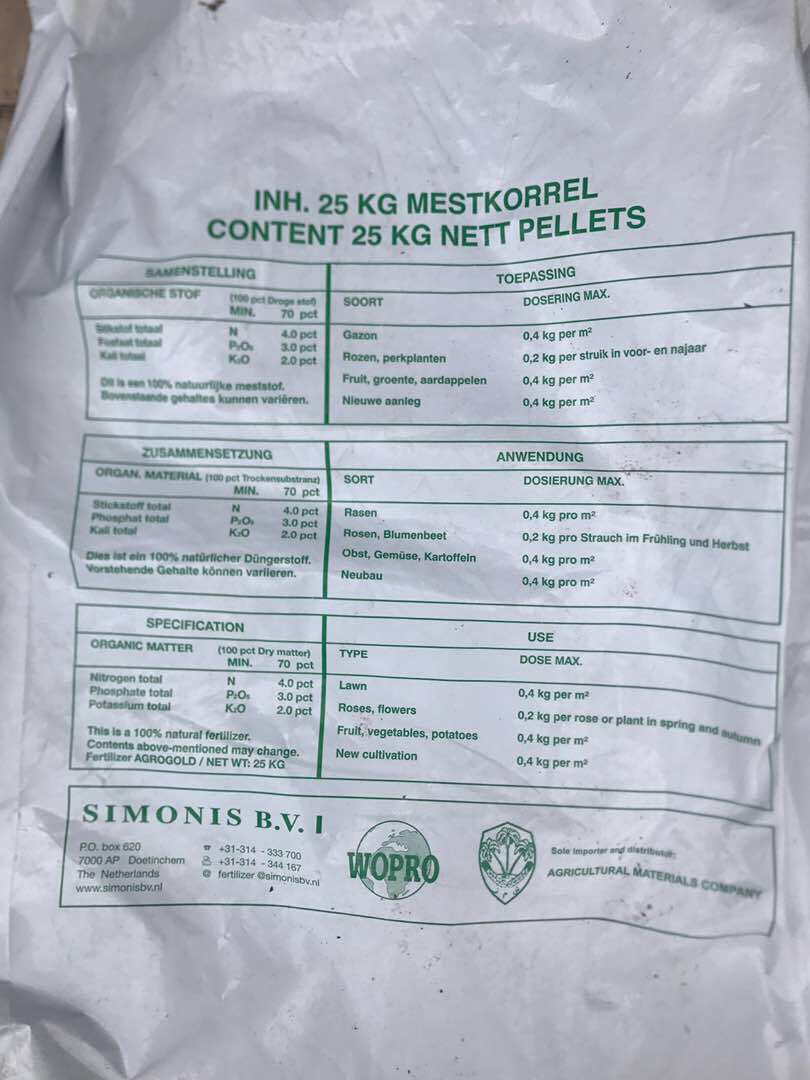 INH. 25 KG MESTKORREL
CONTENT 25 KG NETT PELLETS
SAMENSTELLING
ORGANISCHE STOF (100 pct Droge stof)
MIN. 70 pct
Stikstof totaal N 4.0 pct
Fosfaat totaal P₂O₅ 3.0 pct
Kali totaal K₂O 2.0 pct
Dit is een 100% natuurlijke meststof.
Bovenstaande gehaltes kunnen variëren.
TOEPASSING
SOORT DOSERING MAX.
Gazon 0,4 kg per m²
Rozen, perkplanten 0,2 kg per struik in voor- en najaar
Fruit, groente, aardappelen 0,4 kg per m²
Nieuwe aanleg 0,4 kg per m²
ZUSAMMENSETZUNG
ORGAN. MATERIAL (100 pct Trockensubstranz)
MIN. 70 pct
Stickstoff total N 4.0 pct
Phosphat total P₂O₅ 3.0 pct
Kali total K₂O 2.0 pct
Dies ist ein 100% natürlicher Düngerstoff.
Vorstehende Gehalte können variieren.
ANWENDUNG
SORT DOSIERUNG MAX.
Rasen 0,4 kg pro m²
Rosen, Blumenbeet 0,2 kg pro Strauch im Frühling und Herbst
Obst, Gemüse, Kartoffeln 0,4 kg pro m²
Neubau 0,4 kg pro m²
SPECIFICATION
ORGANIC MATTER (100 pct Dry matter)
MIN. 70 pct
Nitrogen total N 4.0 pct
Phosphate total P₂O₅ 3.0 pct
Potassium total K₂O 2.0 pct
This is a 100% natural fertilizer.
Contents above-mentioned may change.
Fertilizer AGROGOLD / NET WT: 25 KG
USE
TYPE DOSE MAX.
Lawn 0,4 kg per m²
Roses, flowers 0,2 kg per rose or plant in spring and autumn
Fruit, vegetables, potatoes 0,4 kg per m²
New cultivation 0,4 kg per m²
SIMONIS B.V.
P.O. box 620
7000 AP Doetinchem
The Netherlands
www.simonisbv.nl
+31-314 - 333 700
+31-314 - 344 167
@ fertilizer @simonisbv.nl
WOPRO
Sole importer and distributor:
AGRICULTURAL MATERIALS COMPANY